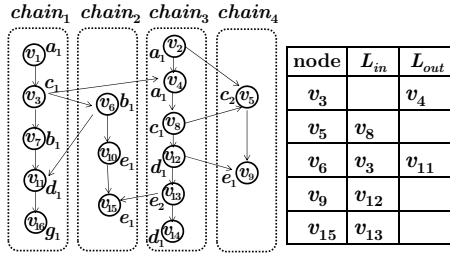 chain1 chain2 chain3 chain4
v1 a1
v2 a1
v3 c1
v4 a1
v5 c2
v6 b1
v7 b1
v8 c1
v10 e1
v12 d1
v9 e1
v11 d1
v13 e2
v15 e1
v16 g1
v14 d1
node Lin Lout
v3 v4
v5 v8
v6 v3 v11
v9 v12
v15 v13